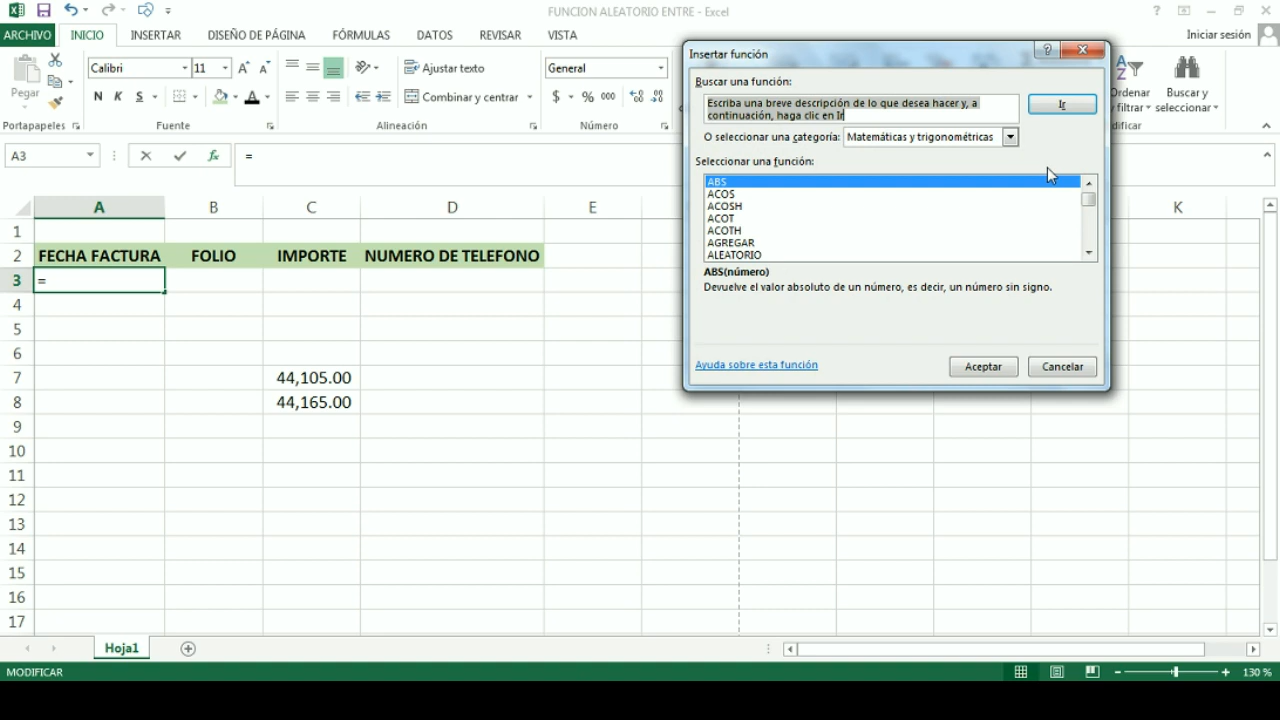 FUNCION ALEATORIO ENTRE - Excel
ARCHIVO INICIO INSERTAR DISEÑO DE PÁGINA FÓRMULAS DATOS REVISAR VISTA Iniciar sesión
Pegar
Calibri 11
N K S
Ajustar texto
Combinar y centrar
General
$ % 000
Ordenar
filtrar
Buscar y
seleccionar
Portapapeles Fuente Alineación Número
A3 fx =
A B C D E K
1
2 FECHA FACTURA FOLIO IMPORTE NUMERO DE TELEFONO
3 =
4
5
6
7 44,105.00
8 44,165.00
9
10
11
12
13
14
15
16
17
Insertar función
Buscar una función:
Escriba una breve descripción de lo que desea hacer y, a
continuación, haga clic en Ir
Ir
O seleccionar una categoría: Matemáticas y trigonométricas
Seleccionar una función:
ABS
ACOS
ACOSH
ACOT
ACOTH
AGREGAR
ALEATORIO
ABS(número)
Devuelve el valor absoluto de un número, es decir, un número sin signo.
Ayuda sobre esta función
Aceptar Cancelar
Hoja1
MODIFICAR 130 %